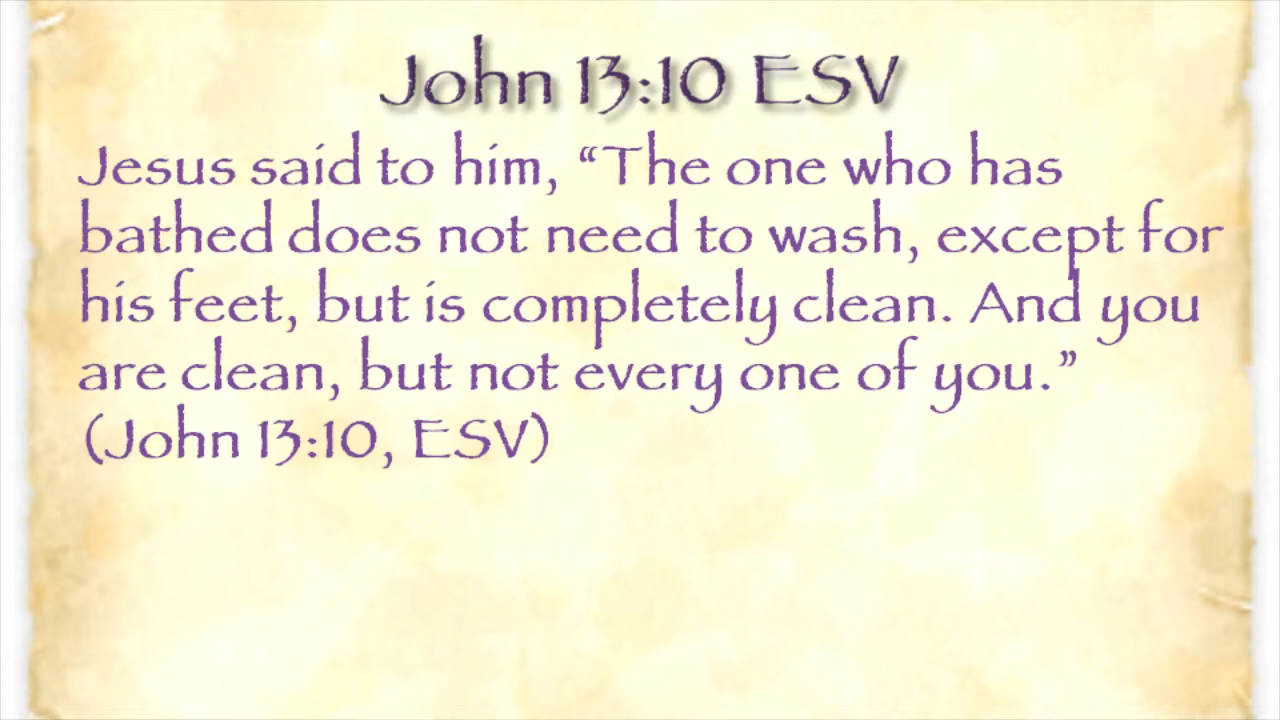 John 13:10 ESV
Jesus said to him, “The one who has
bathed does not need to wash, except for
his feet, but is completely clean. And you
are clean, but not every one of you.”
(John 13:10, ESV)